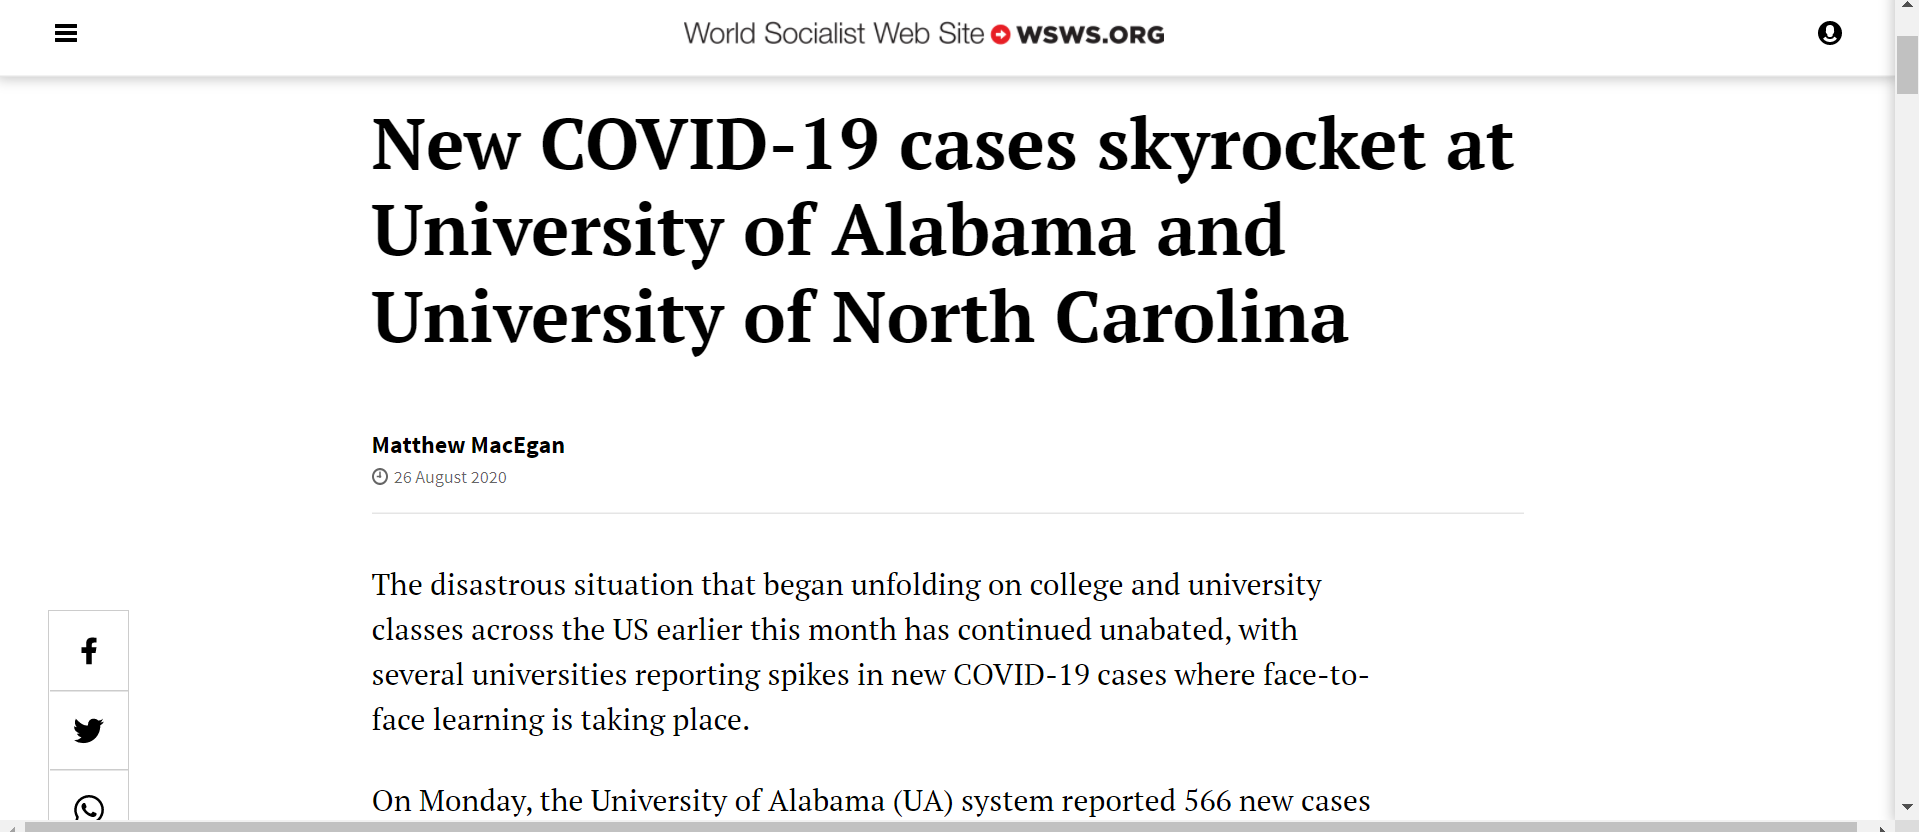 World Socialist Web Site WSWS.ORG
New COVID-19 cases skyrocket at
University of Alabama and
University of North Carolina
Matthew MacEgan
26 August 2020
The disastrous situation that began unfolding on college and university
classes across the US earlier this month has continued unabated, with
several universities reporting spikes in new COVID-19 cases where face-to-
face learning is taking place.
On Monday, the University of Alabama (UA) system reported 566 new cases